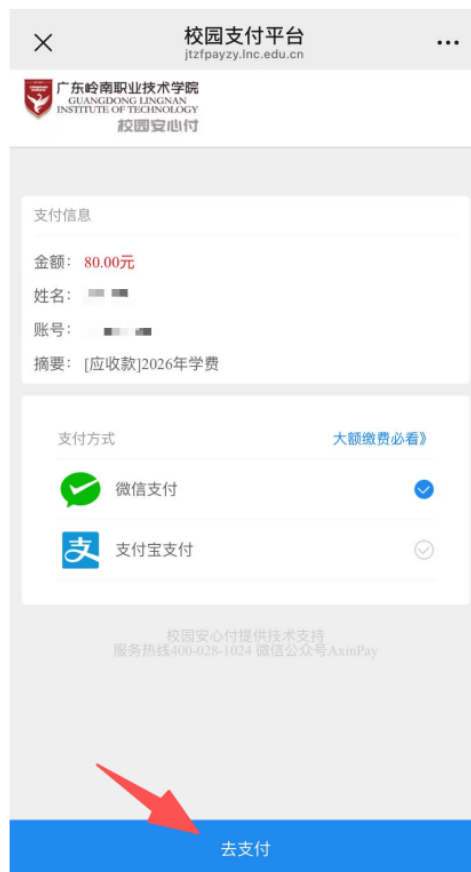 校园支付平台
jtzfpayzy.lnc.edu.cn
广东岭南职业技术学院
GUANGDONG LINGNAN
INSTITUTE OF TECHNOLOGY
校园安心付
支付信息
金额： 80.00元
姓名：
账号：
摘要： [应收款]2026年学费
支付方式
大额缴费必看》
微信支付
支 支付宝支付
校园安心付提供技术支持
服务热线400-028-1024 微信公众号AxinPay
去支付